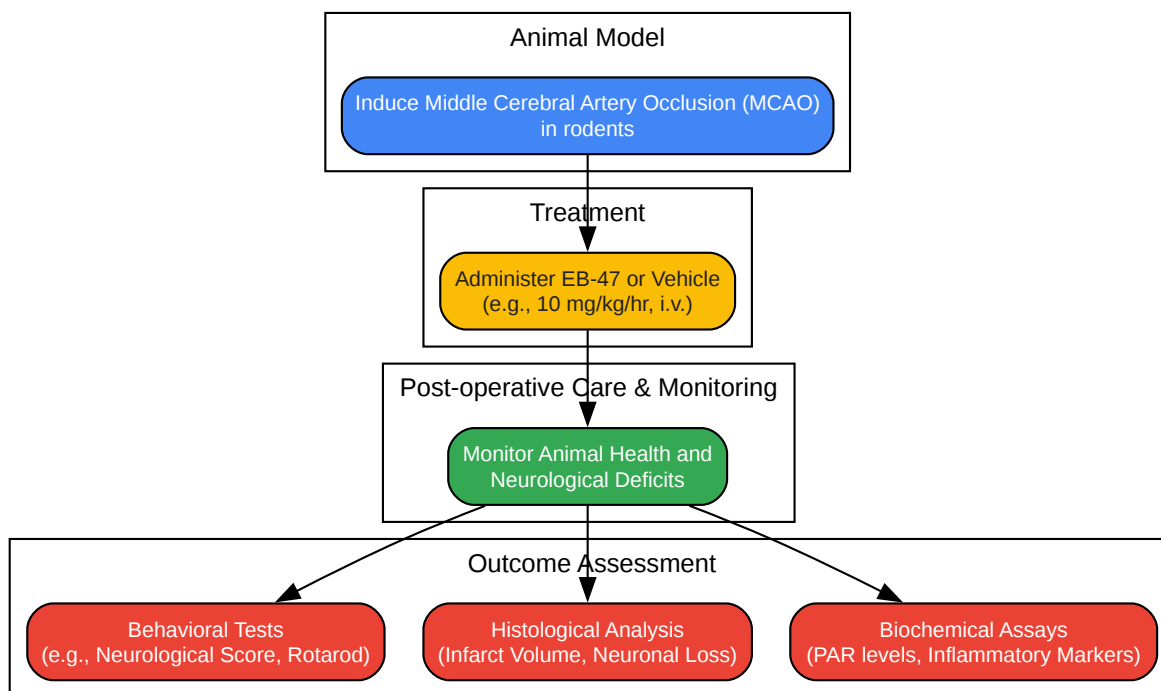 Animal Model
Induce Middle Cerebral Artery Occlusion (MCAO)
in rodents
Treatment
Administer EB-47 or Vehicle
(e.g., 10 mg/kg/hr, i.v.)
Post-operative Care & Monitoring
Monitor Animal Health and
Neurological Deficits
Outcome Assessment
Behavioral Tests
(e.g., Neurological Score, Rotarod)
Histological Analysis
(Infarct Volume, Neuronal Loss)
Biochemical Assays
(PAR levels, Inflammatory Markers)